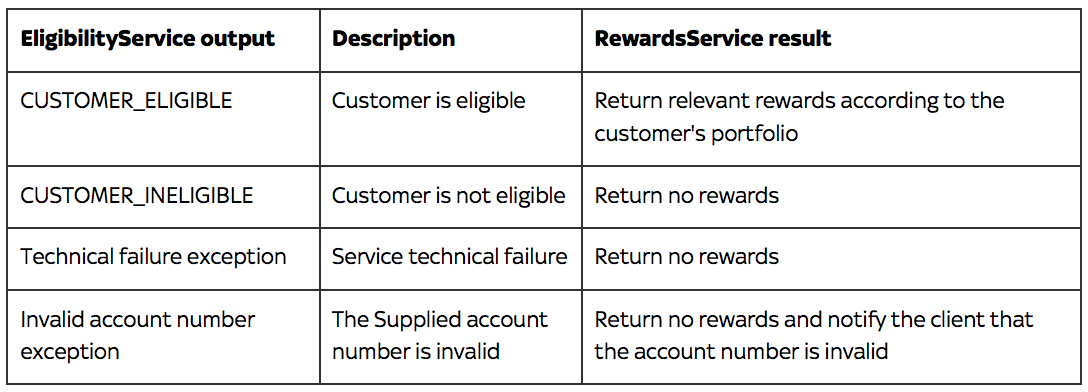 EligibilityService output Description RewardsService result
CUSTOMER_ELIGIBLE Customer is eligible Return relevant rewards according to the
customer's portfolio
CUSTOMER_INELIGIBLE Customer is not eligible Return no rewards
Technical failure exception Service technical failure Return no rewards
Invalid account number The Supplied account Return no rewards and notify the client that
exception number is invalid the account number is invalid